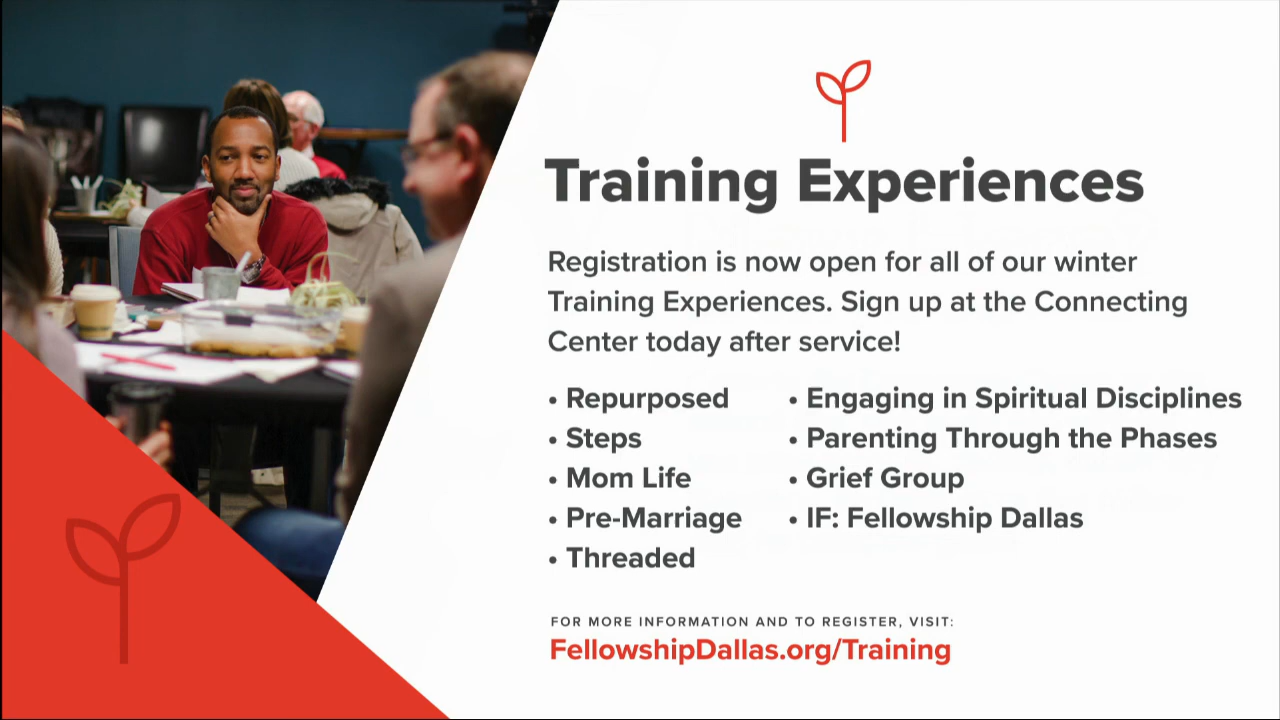 Training Experiences
Registration is now open for all of our winter
Training Experiences. Sign up at the Connecting
Center today after service!
• Repurposed
• Steps
• Mom Life
• Pre-Marriage
• Threaded
• Engaging in Spiritual Disciplines
• Parenting Through the Phases
• Grief Group
• IF: Fellowship Dallas
FOR MORE INFORMATION AND TO REGISTER, VISIT:
FellowshipDallas.org/Training